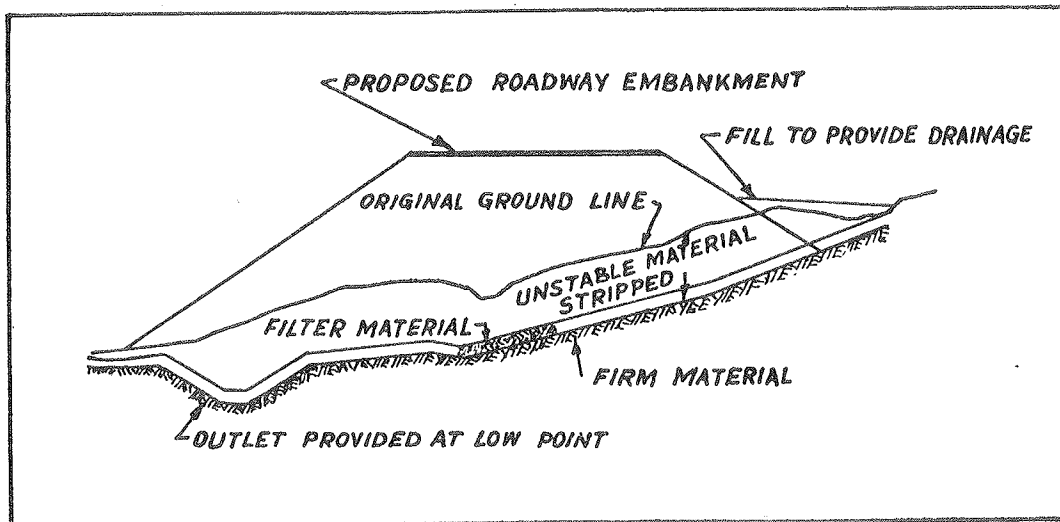 PROPOSED ROADWAY EMBANKMENT
FILL TO PROVIDE DRAINAGE
ORIGINAL GROUND LINE
UNSTABLE MATERIAL
STRIPPED
FILTER MATERIAL
FIRM MATERIAL
OUTLET PROVIDED AT LOW POINT